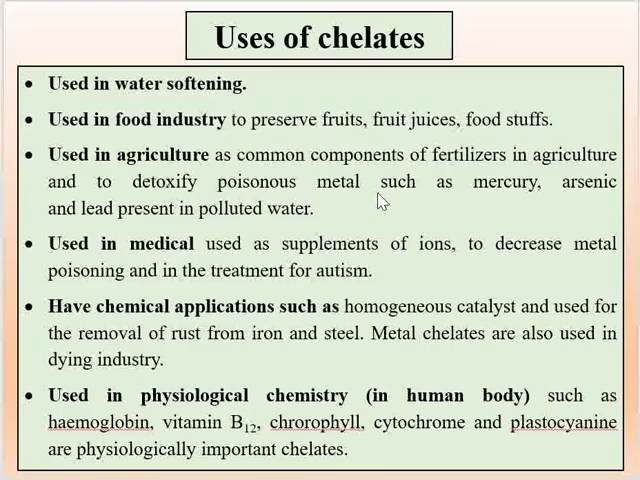 Uses of chelates
• Used in water softening.
• Used in food industry to preserve fruits, fruit juices, food stuffs.
• Used in agriculture as common components of fertilizers in agriculture
and to detoxify poisonous metal such as mercury, arsenic
and lead present in polluted water.
• Used in medical used as supplements of ions, to decrease metal
poisoning and in the treatment for autism.
• Have chemical applications such as homogeneous catalyst and used for
the removal of rust from iron and steel. Metal chelates are also used in
dying industry.
• Used in physiological chemistry (in human body) such as
haemoglobin, vitamin B₁₂, chrorophyll, cytochrome and plastocyanine
are physiologically important chelates.